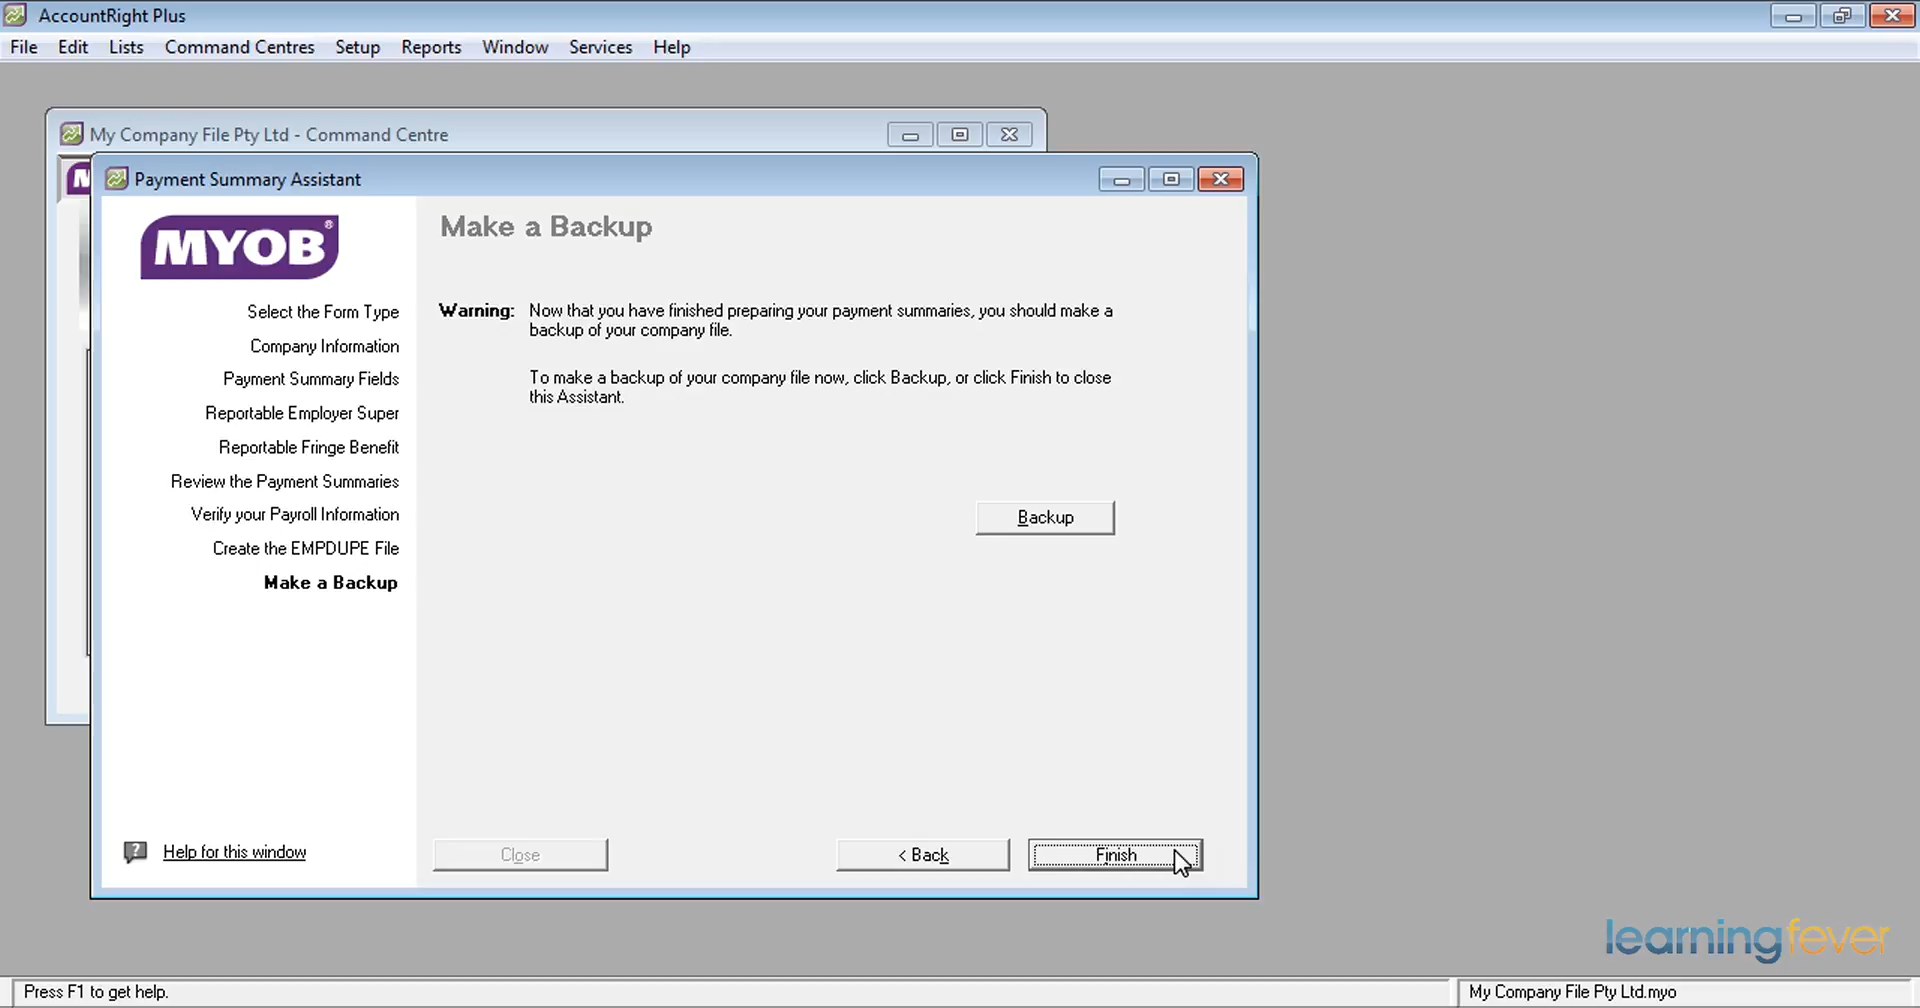 AccountRight Plus
File Edit Lists Command Centres Setup Reports Window Services Help
My Company File Pty Ltd - Command Centre
Payment Summary Assistant
MYOB®
Select the Form Type
Company Information
Payment Summary Fields
Reportable Employer Super
Reportable Fringe Benefit
Review the Payment Summaries
Verify your Payroll Information
Create the EMPDUPE File
Make a Backup
Help for this window
Make a Backup
Warning: Now that you have finished preparing your payment summaries, you should make a
backup of your company file.
To make a backup of your company file now, click Backup, or click Finish to close
this Assistant.
Backup
Close < Back Finish
learningfever
Press F1 to get help. My Company File Pty Ltd.myo